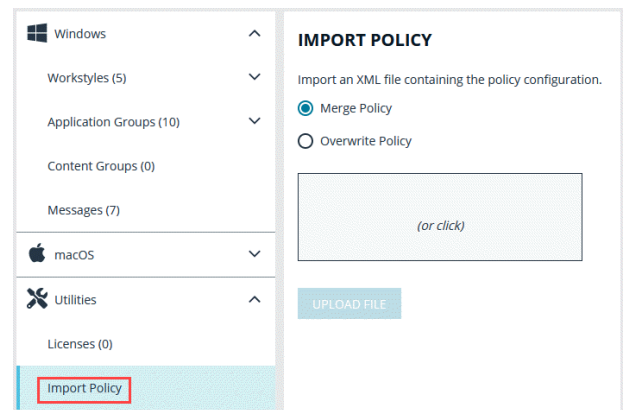 Windows
Workstyles (5)
Application Groups (10)
Content Groups (0)
Messages (7)
macOS
Utilities
Licenses (0)
Import Policy
IMPORT POLICY
Import an XML file containing the policy configuration.
Merge Policy
Overwrite Policy
(or click)
UPLOAD FILE